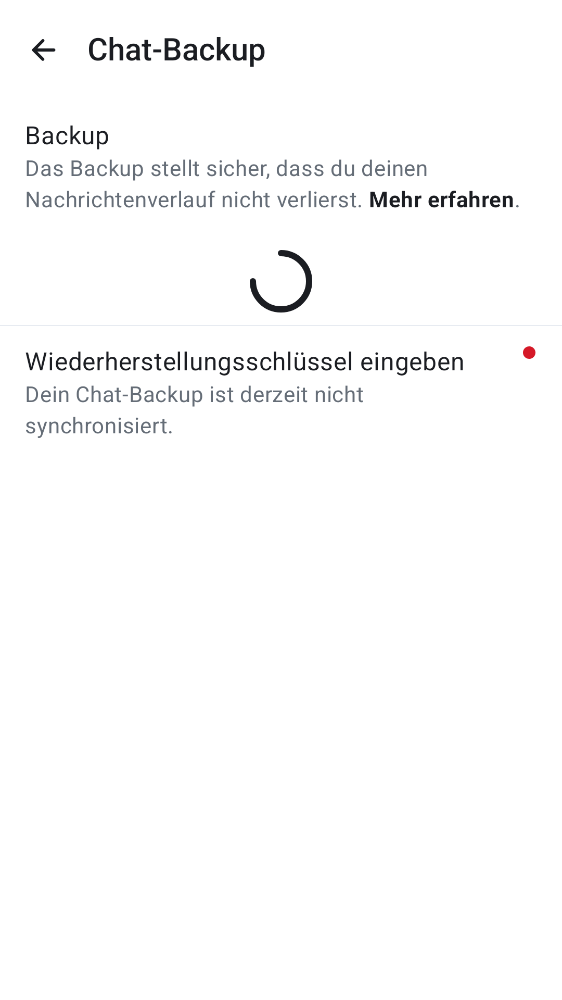 Chat-Backup
Backup
Das Backup stellt sicher, dass du deinen
Nachrichtenverlauf nicht verlierst. Mehr erfahren.
Wiederherstellungsschlüssel eingeben
Dein Chat-Backup ist derzeit nicht
synchronisiert.